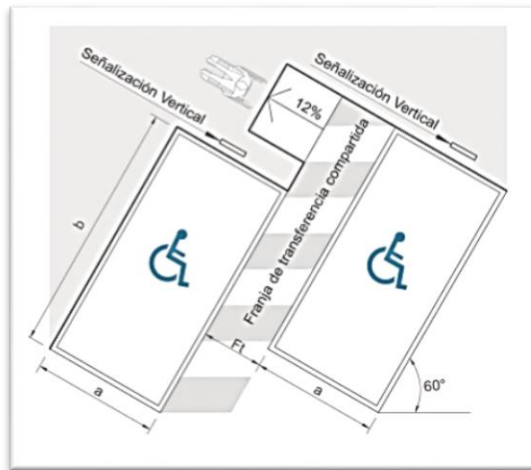 Señalización Vertical
Señalización Vertical
12%
Franja de transferencia compartida
b
Ft
a
a
60°